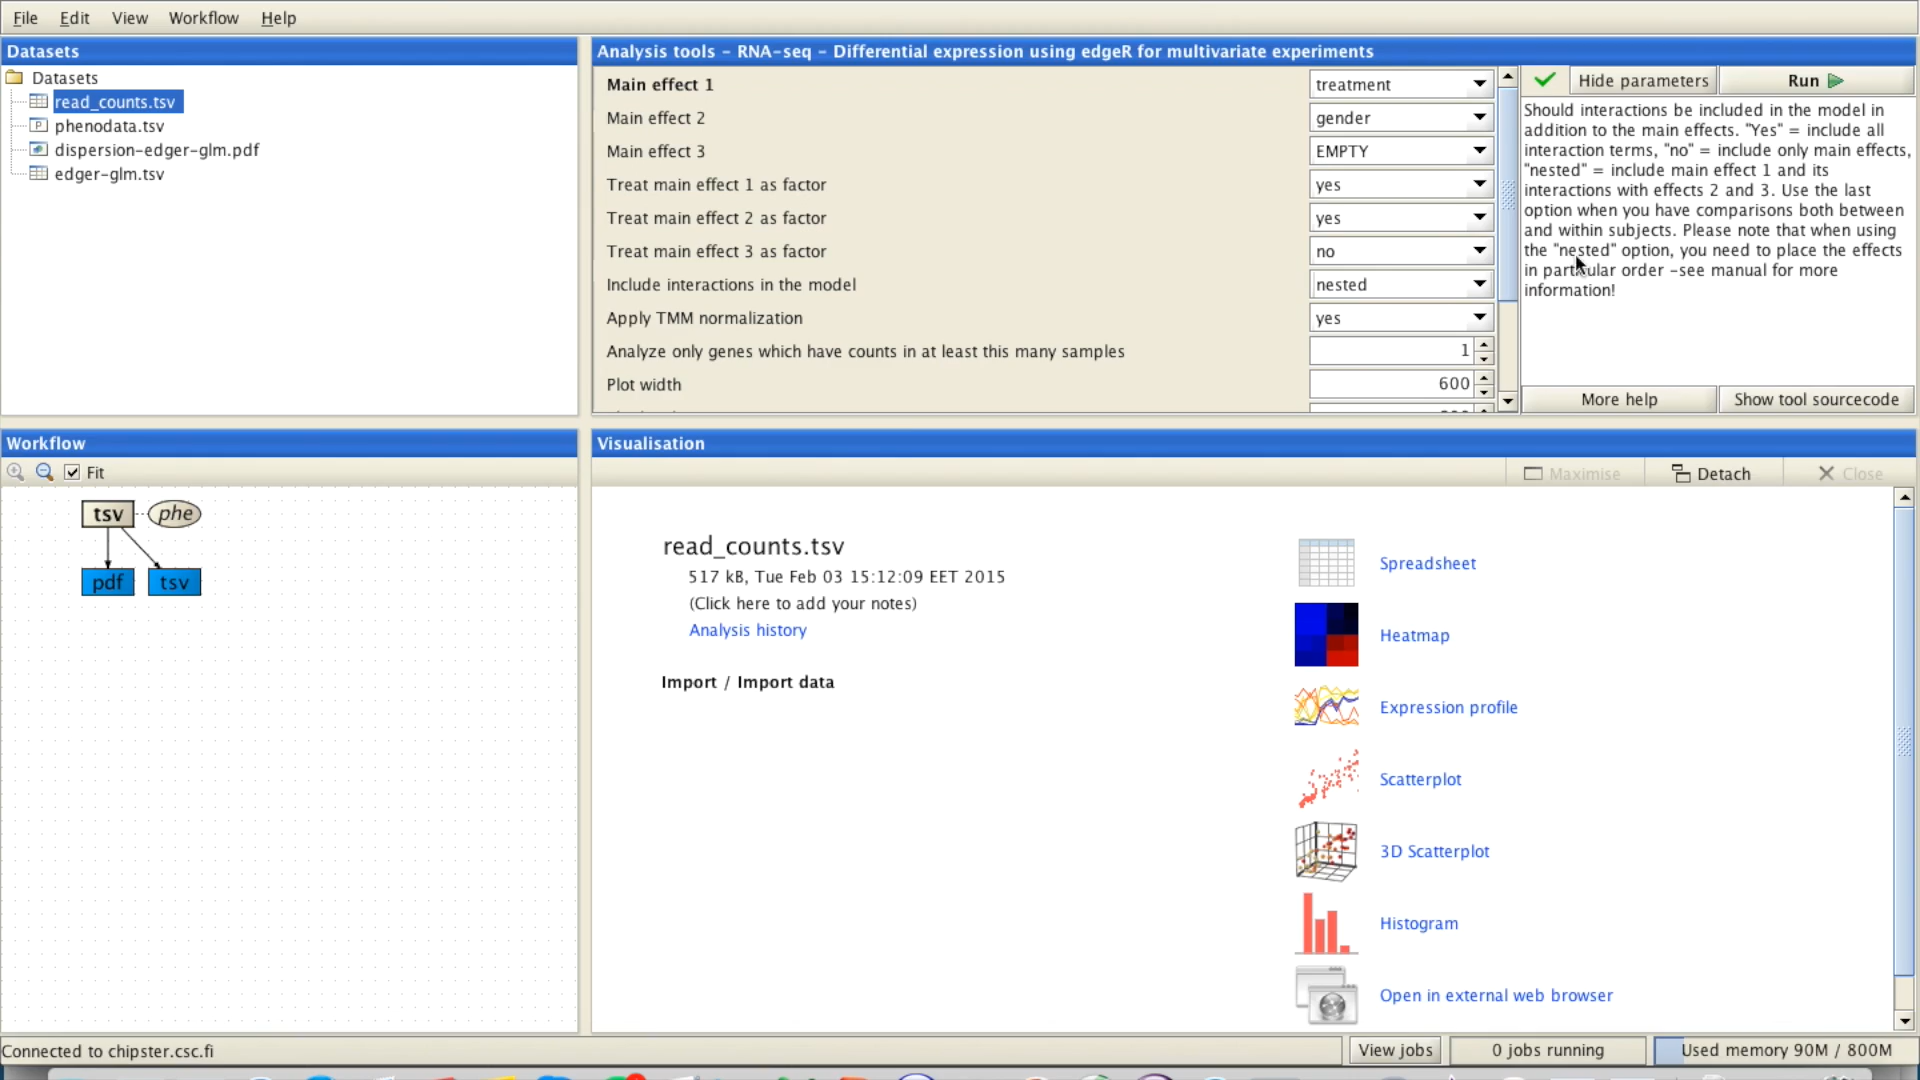 File Edit View Workflow Help
Datasets
Datasets
read_counts.tsv
phenodata.tsv
dispersion-edger-glm.pdf
edger-glm.tsv
Analysis tools – RNA-seq – Differential expression using edgeR for multivariate experiments
Main effect 1 treatment
Main effect 2 gender
Main effect 3 EMPTY
Treat main effect 1 as factor yes
Treat main effect 2 as factor yes
Treat main effect 3 as factor no
Include interactions in the model nested
Apply TMM normalization yes
Analyze only genes which have counts in at least this many samples 1
Plot width 600
Hide parameters Run
Should interactions be included in the model in
addition to the main effects. "Yes" = include all
interaction terms, "no" = include only main effects,
"nested" = include main effect 1 and its
interactions with effects 2 and 3. Use the last
option when you have comparisons both between
and within subjects. Please note that when using
the "nested" option, you need to place the effects
in particular order -see manual for more
information!
More help Show tool sourcecode
Workflow
Fit
tsv phe
pdf tsv
Visualisation
Maximise Detach Close
read_counts.tsv
517 kB, Tue Feb 03 15:12:09 EET 2015
(Click here to add your notes)
Analysis history
Import / Import data
Spreadsheet
Heatmap
Expression profile
Scatterplot
3D Scatterplot
Histogram
Open in external web browser
Connected to chipster.csc.fi
View jobs 0 jobs running Used memory 90M / 800M